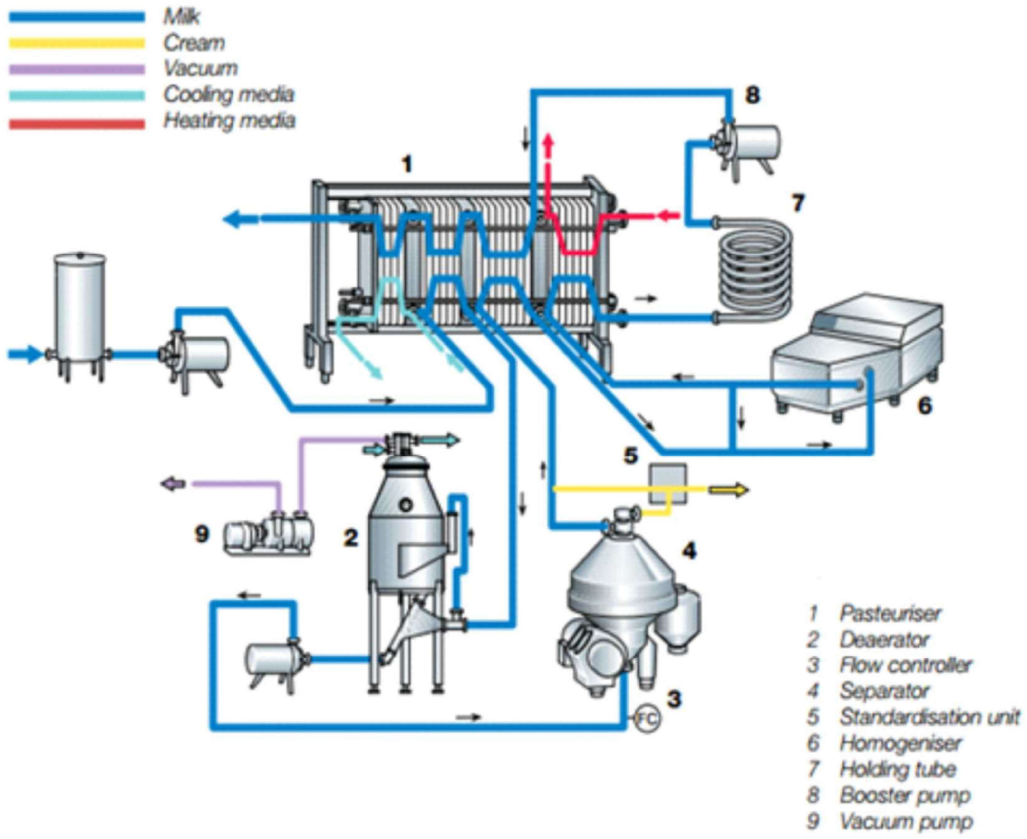 Milk
Cream
Vacuum
Cooling media
Heating media
8
1
7
6
5
9
2
4
3
FC
1 Pasteuriser
2 Deaerator
3 Flow controller
4 Separator
5 Standardisation unit
6 Homogeniser
7 Holding tube
8 Booster pump
9 Vacuum pump